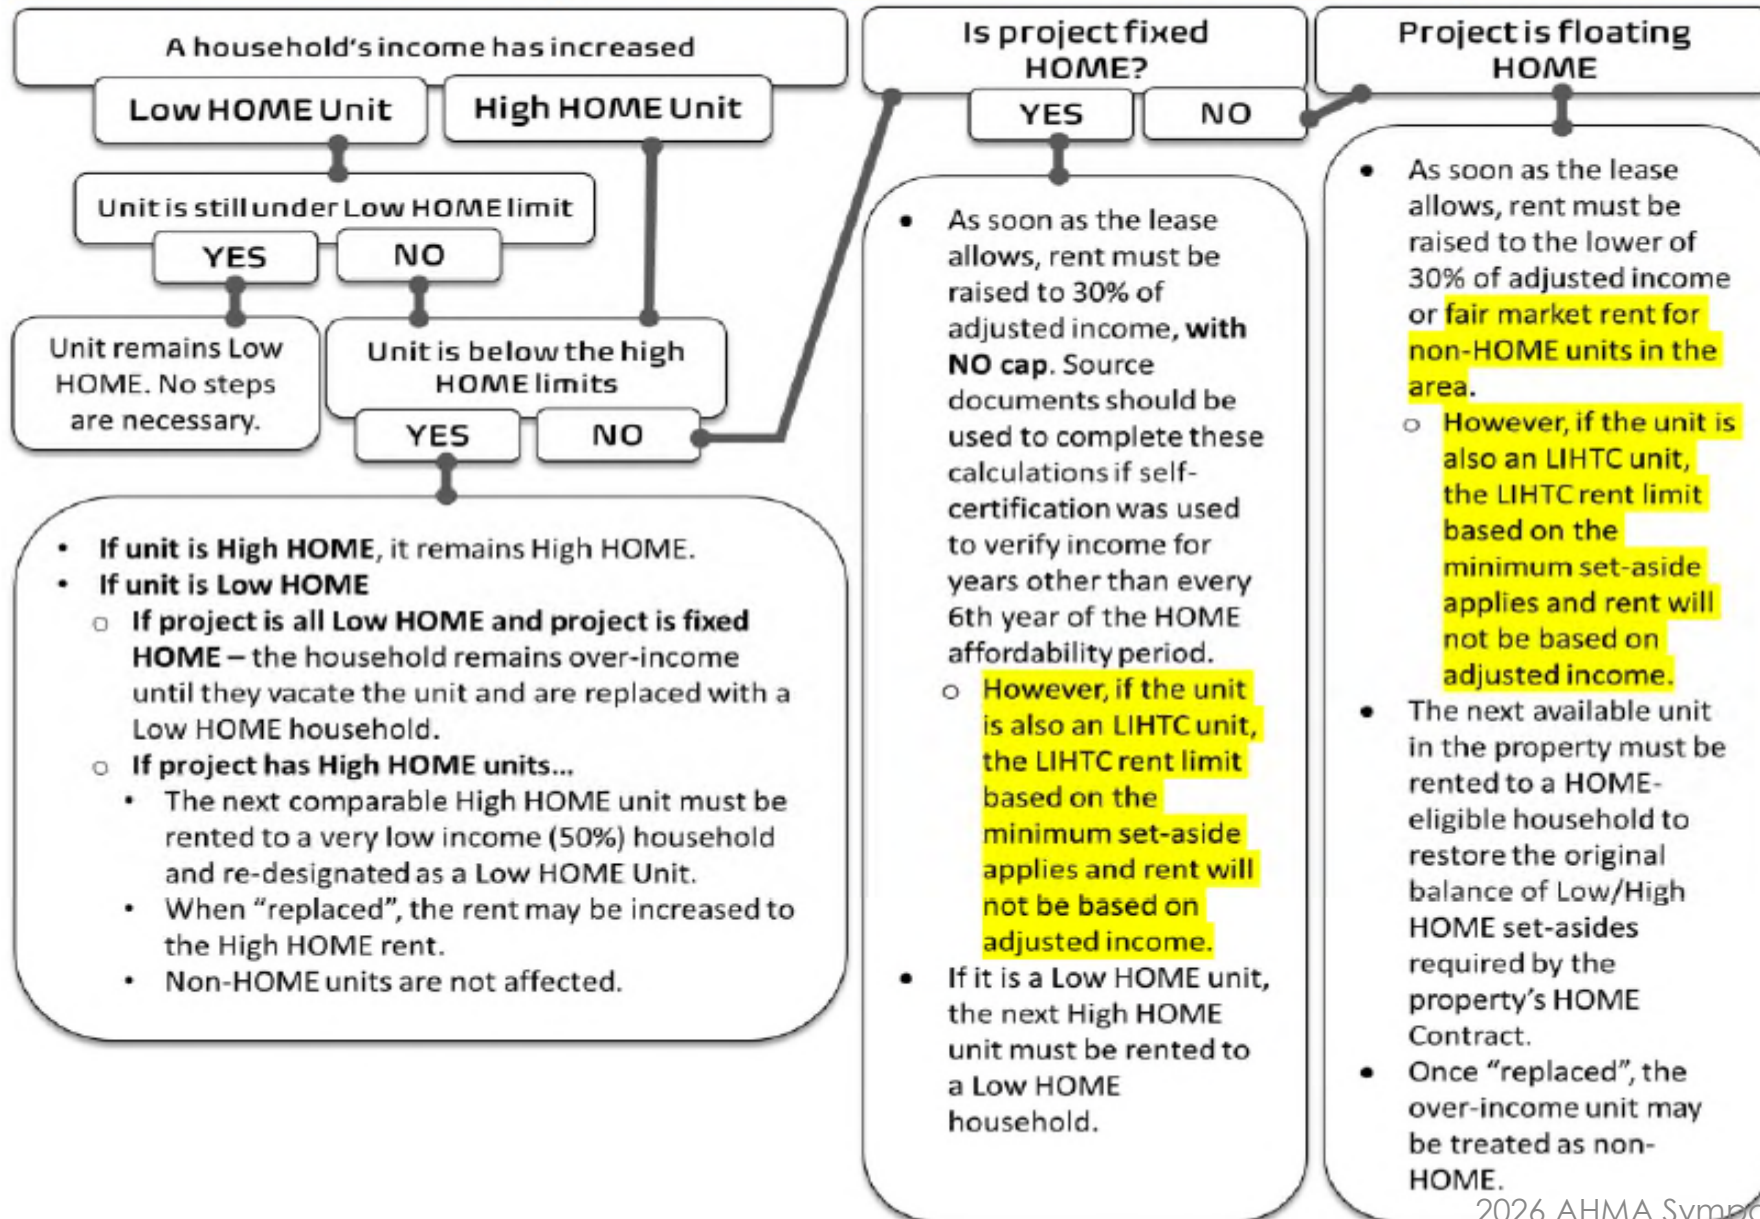 A household's income has increased
Low HOME Unit
High HOME Unit
Unit is still under Low HOME limit
YES
NO
Unit remains Low
HOME. No steps
are necessary.
Unit is below the high
HOME limits
YES
NO
• If unit is High HOME, it remains High HOME.
• If unit is Low HOME
○ If project is all Low HOME and project is fixed
HOME – the household remains over-income
until they vacate the unit and are replaced with a
Low HOME household.
○ If project has High HOME units...
• The next comparable High HOME unit must be
rented to a very low income (50%) household
and re-designated as a Low HOME Unit.
• When “replaced”, the rent may be increased to
the High HOME rent.
• Non-HOME units are not affected.
Is project fixed
HOME?
YES
NO
• As soon as the lease
allows, rent must be
raised to 30% of
adjusted income, with
NO cap. Source
documents should be
used to complete these
calculations if self-
certification was used
to verify income for
years other than every
6th year of the HOME
affordability period.
○ However, if the unit
is also an LIHTC unit,
the LIHTC rent limit
based on the
minimum set-aside
applies and rent will
not be based on
adjusted income.
• If it is a Low HOME unit,
the next High HOME
unit must be rented to
a Low HOME
household.
Project is floating
HOME
• As soon as the lease
allows, rent must be
raised to the lower of
30% of adjusted income
or fair market rent for
non-HOME units in the
area.
○ However, if the unit is
also an LIHTC unit,
the LIHTC rent limit
based on the
minimum set-aside
applies and rent will
not be based on
adjusted income.
• The next available unit
in the property must be
rented to a HOME-
eligible household to
restore the original
balance of Low/High
HOME set-asides
required by the
property's HOME
Contract.
• Once “replaced”, the
over-income unit may
be treated as non-
HOME.
2026 AHMA